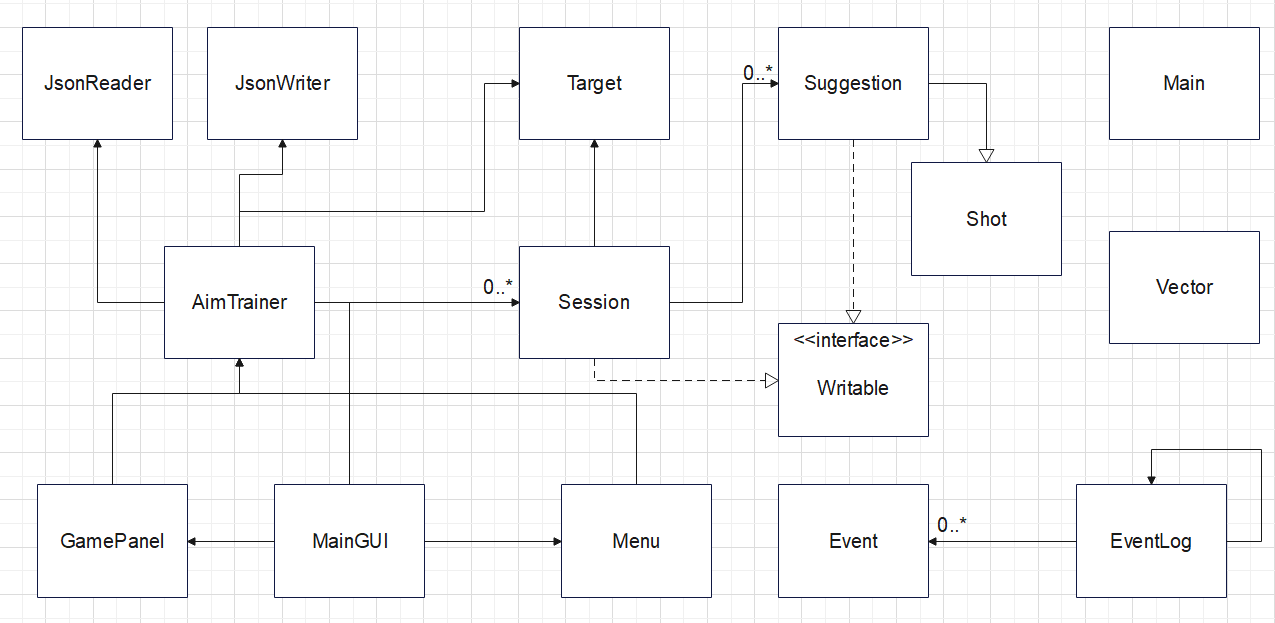 JsonReader
JsonWriter
Target
0..*
Suggestion
Main
Shot
Vector
AimTrainer
0..*
Session
<<interface>>
Writable
GamePanel
MainGUI
Menu
Event
0..*
EventLog